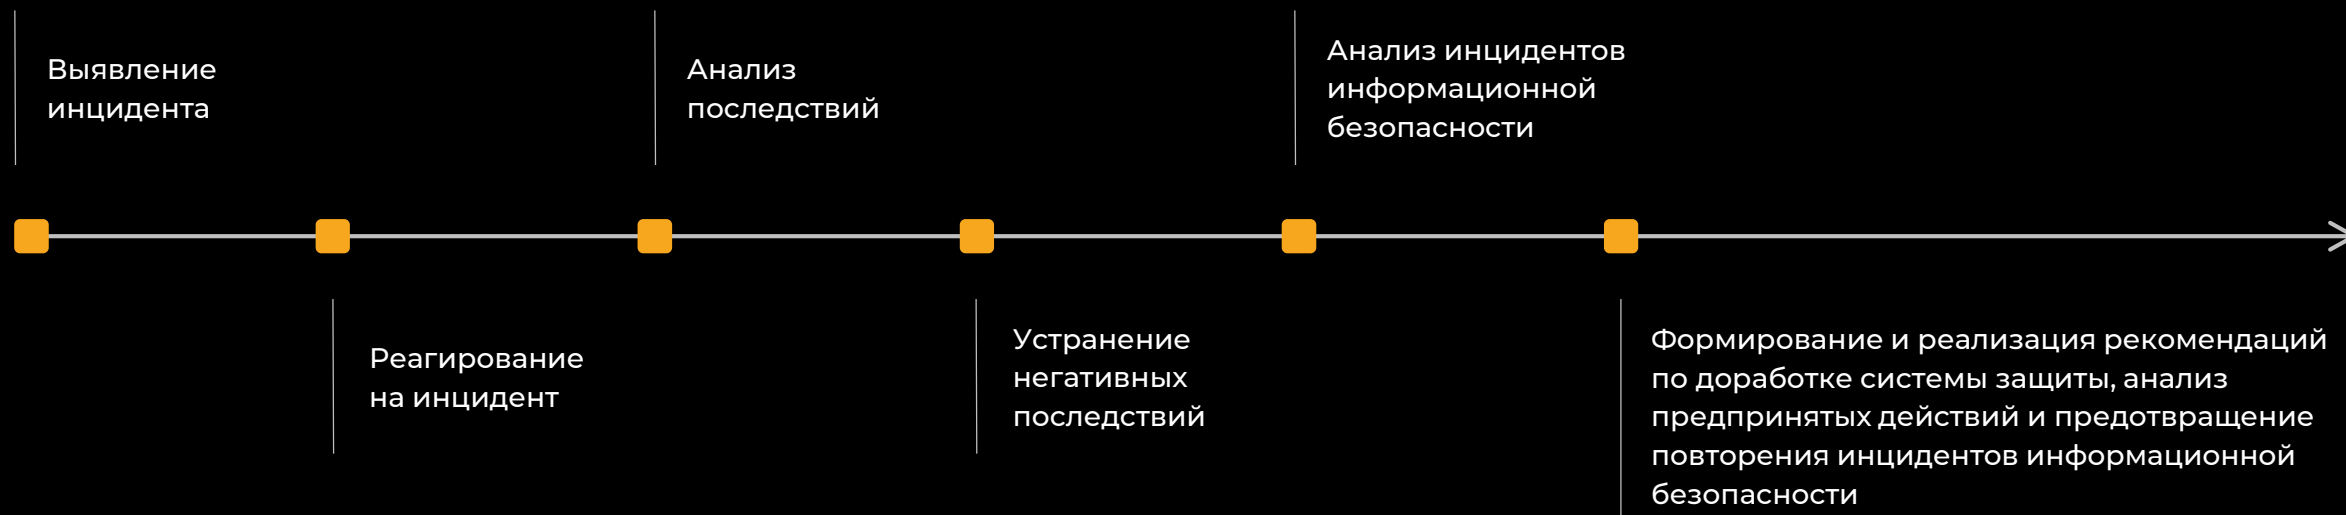 Выявление
инцидента
Анализ
последствий
Анализ инцидентов
информационной
безопасности
Реагирование
на инцидент
Устранение
негативных
последствий
Формирование и реализация рекомендаций
по доработке системы защиты, анализ
предпринятых действий и предотвращение
повторения инцидентов информационной
безопасности